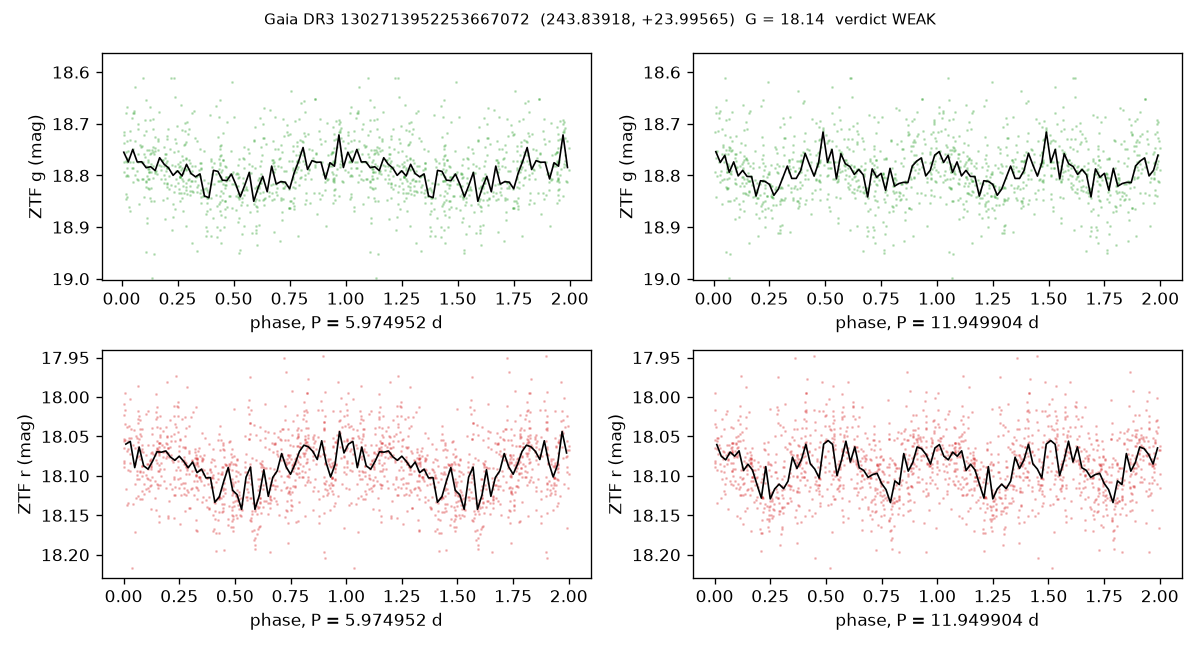 Gaia DR3 1302713952253667072 (243.83918, +23.99565) G = 18.14 verdict WEAK
18.6
18.7
18.8
18.9
19.0
ZTF g (mag)
0.00 0.25 0.50 0.75 1.00 1.25 1.50 1.75 2.00
phase, P = 5.974952 d
18.6
18.7
18.8
18.9
19.0
ZTF g (mag)
0.00 0.25 0.50 0.75 1.00 1.25 1.50 1.75 2.00
phase, P = 11.949904 d
17.95
18.00
18.05
18.10
18.15
18.20
ZTF r (mag)
0.00 0.25 0.50 0.75 1.00 1.25 1.50 1.75 2.00
phase, P = 5.974952 d
17.95
18.00
18.05
18.10
18.15
18.20
ZTF r (mag)
0.00 0.25 0.50 0.75 1.00 1.25 1.50 1.75 2.00
phase, P = 11.949904 d